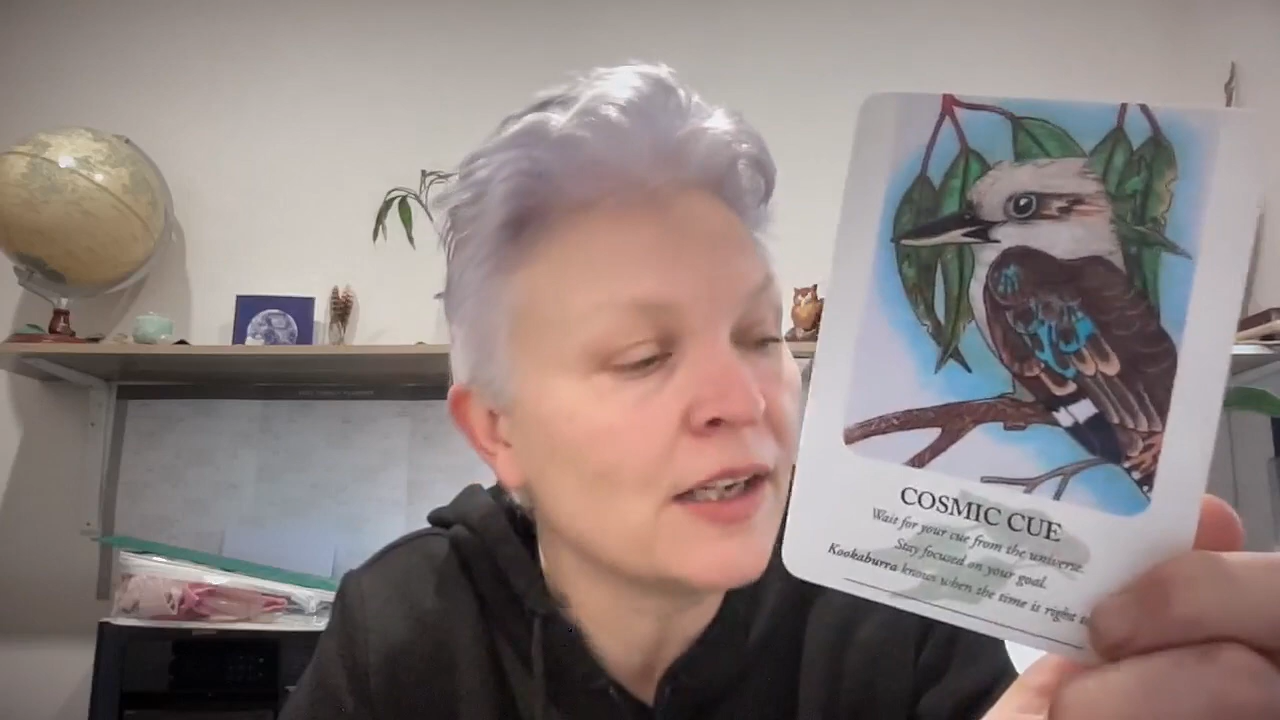 COSMIC CUE
Wait for your cue from the universe.
Stay focused on your goal.
Kookaburra knows when the time is right